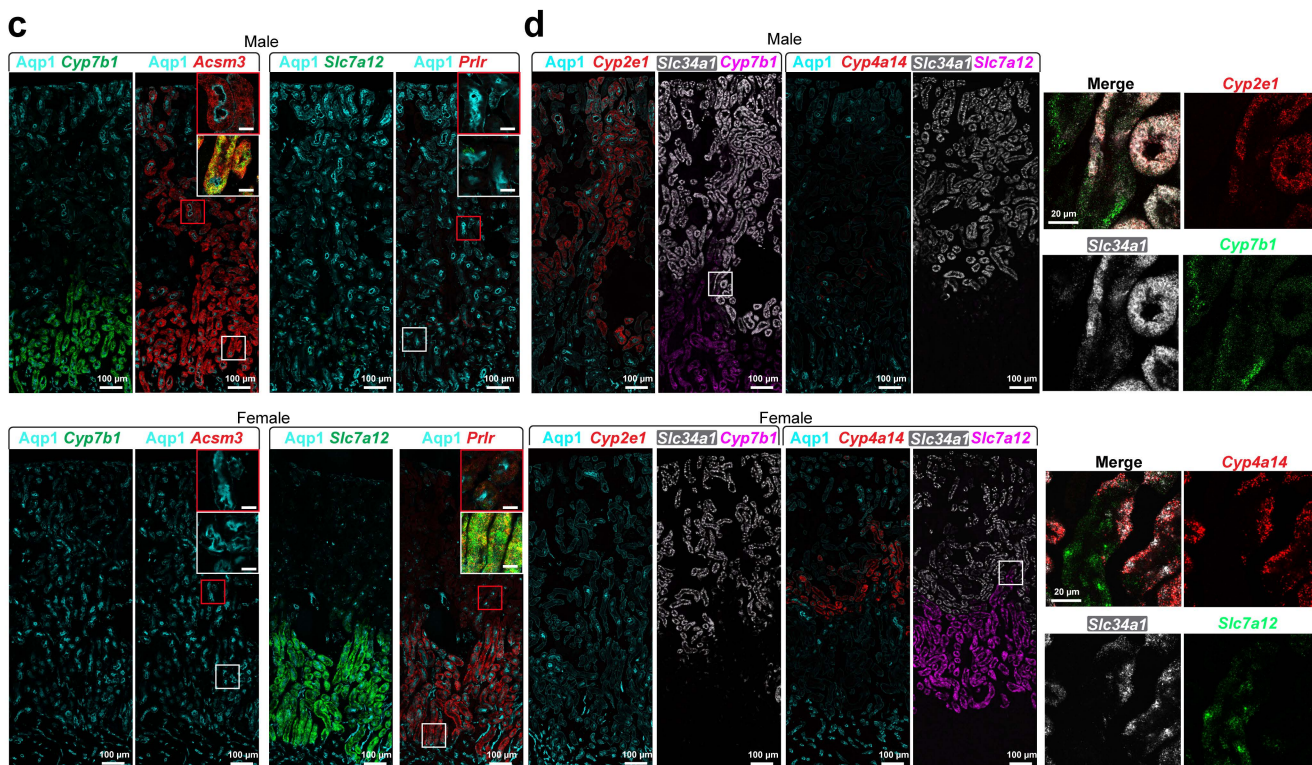 c
Male
Aqp1 Cyp7b1
Aqp1 Acsm3
Aqp1 Slc7a12
Aqp1 Prlr
100 µm
100 µm
100 µm
100 µm
Female
Aqp1 Cyp7b1
Aqp1 Acsm3
Aqp1 Slc7a12
Aqp1 Prlr
100 µm
100 µm
100 µm
100 µm
d
Male
Aqp1 Cyp2e1
Slc34a1 Cyp7b1
Aqp1 Cyp4a14
Slc34a1 Slc7a12
100 µm
100 µm
100 µm
100 µm
Merge
Cyp2e1
20 µm
Slc34a1
Cyp7b1
Female
Aqp1 Cyp2e1
Slc34a1 Cyp7b1
Aqp1 Cyp4a14
Slc34a1 Slc7a12
100 µm
100 µm
100 µm
100 µm
Merge
Cyp4a14
20 µm
Slc34a1
Slc7a12